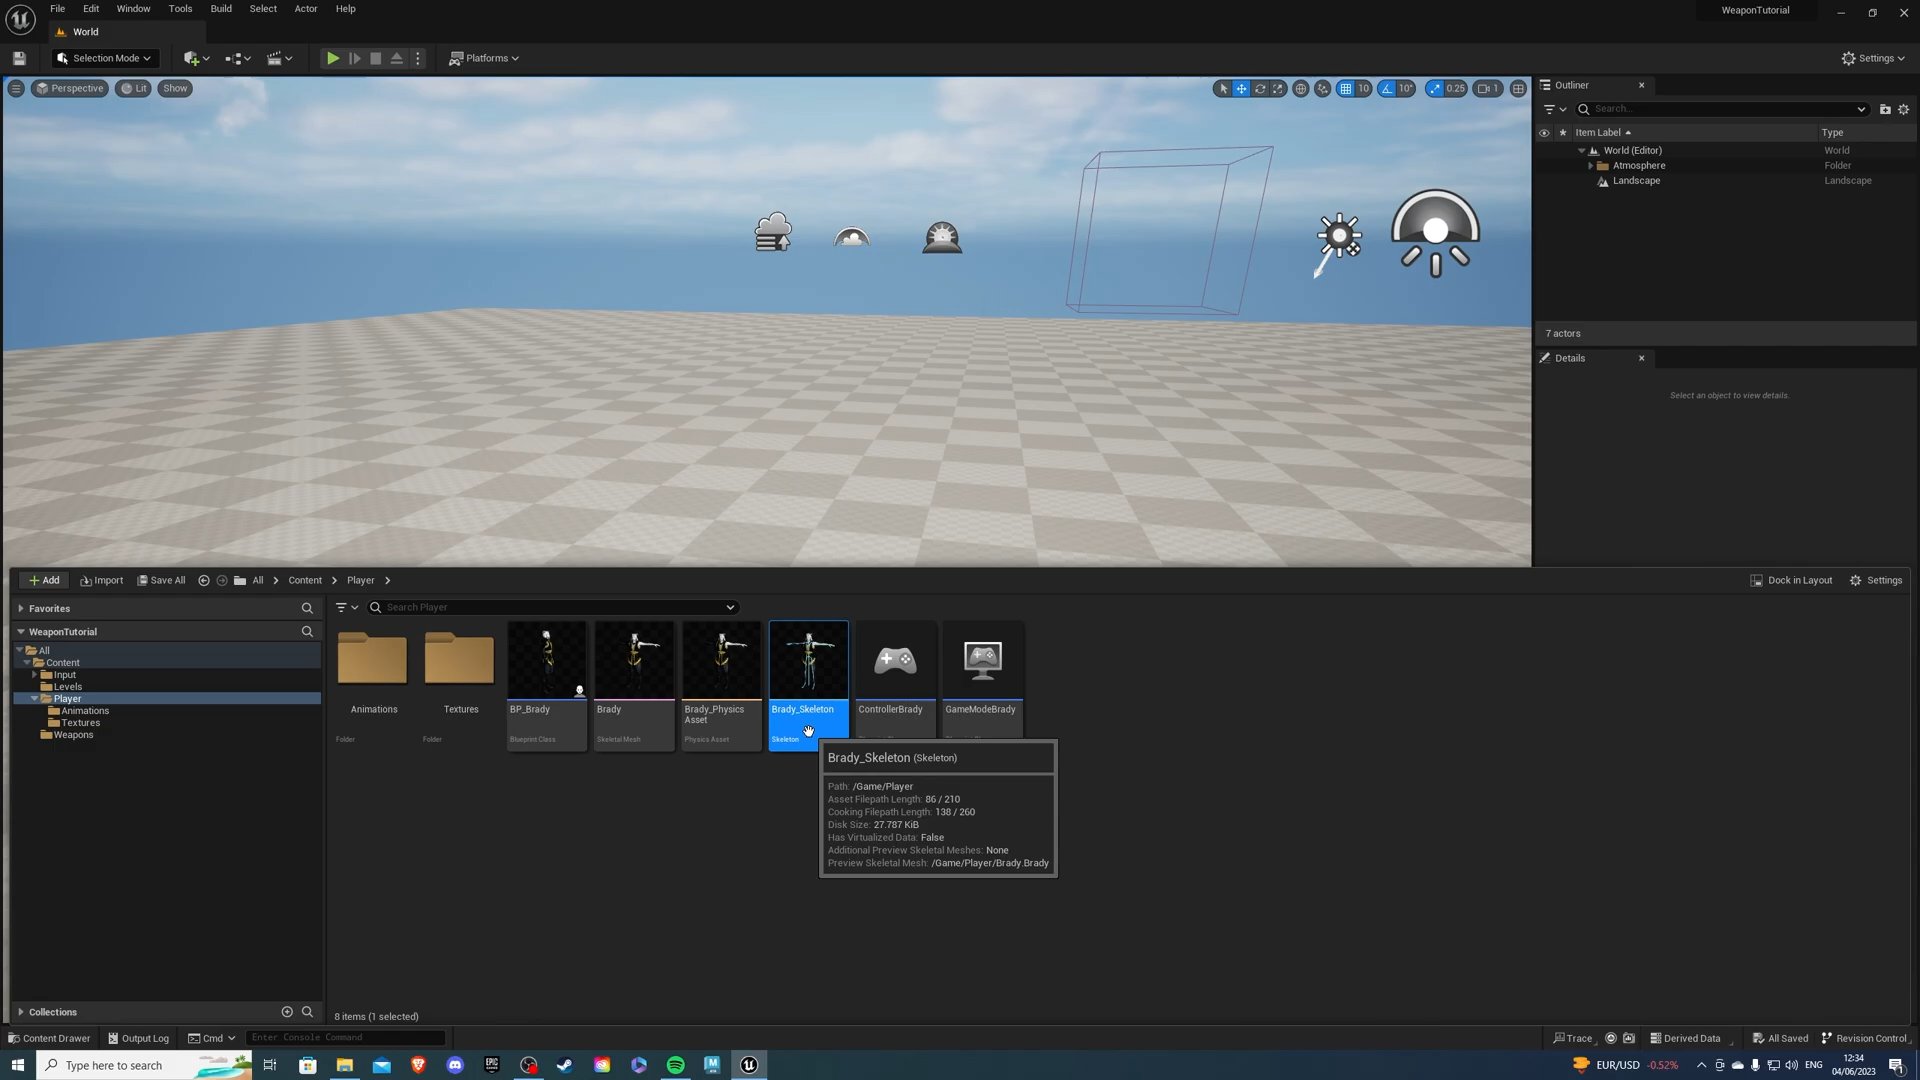 File Edit Window Tools Build Select Actor Help
WeaponTutorial
World
Selection Mode
Platforms
Settings
Perspective Lit Show
10 10° 0.25 1
Outliner
Search...
Item Label Type
World (Editor) World
Atmosphere Folder
Landscape Landscape
7 actors
Details
Select an object to view details.
Add Import Save All All Content Player
Dock in Layout Settings
Favorites
Search Player
WeaponTutorial
All
Content
Input
Levels
Player
Animations
Textures
Weapons
Animations
Folder
Textures
Folder
BP_Brady
Blueprint Class
Brady
Skeletal Mesh
Brady_Physics
Asset
Physics Asset
Brady_Skeleton
Skeleton
ControllerBrady
GameModeBrady
Brady_Skeleton (Skeleton)
Path: /Game/Player
Asset Filepath Length: 86 / 210
Cooking Filepath Length: 138 / 260
Disk Size: 27.787 KiB
Has Virtualized Data: False
Additional Preview Skeletal Meshes: None
Preview Skeletal Mesh: /Game/Player/Brady.Brady
Collections
8 items (1 selected)
Content Drawer Output Log Cmd Enter Console Command
Trace Derived Data All Saved Revision Control
Type here to search
EPIC
GAMES
M
EUR/USD -0.52%
ENG
12:34
04/06/2023